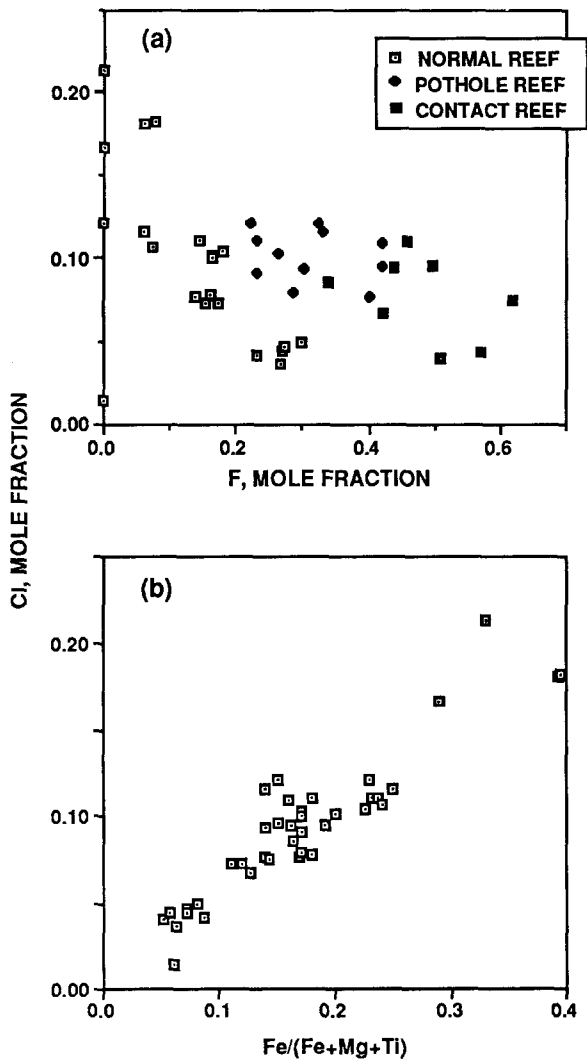 (a)
NORMAL REEF
POTHOLE REEF
CONTACT REEF
0.20
0.10
0.00
0.0 0.2 0.4 0.6
F, MOLE FRACTION
Cl, MOLE FRACTION
(b)
0.20
0.10
0.00
0.0 0.1 0.2 0.3 0.4
Fe/(Fe+Mg+Ti)